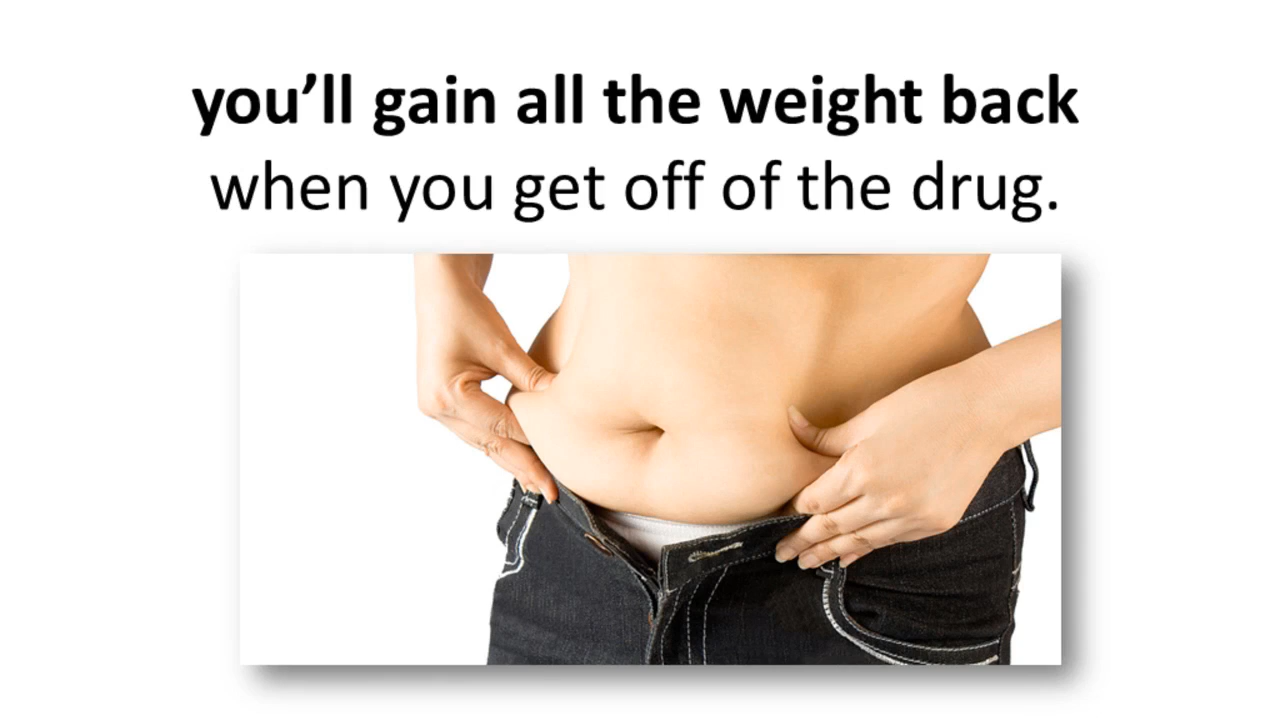 you’ll gain all the weight back
when you get off of the drug.